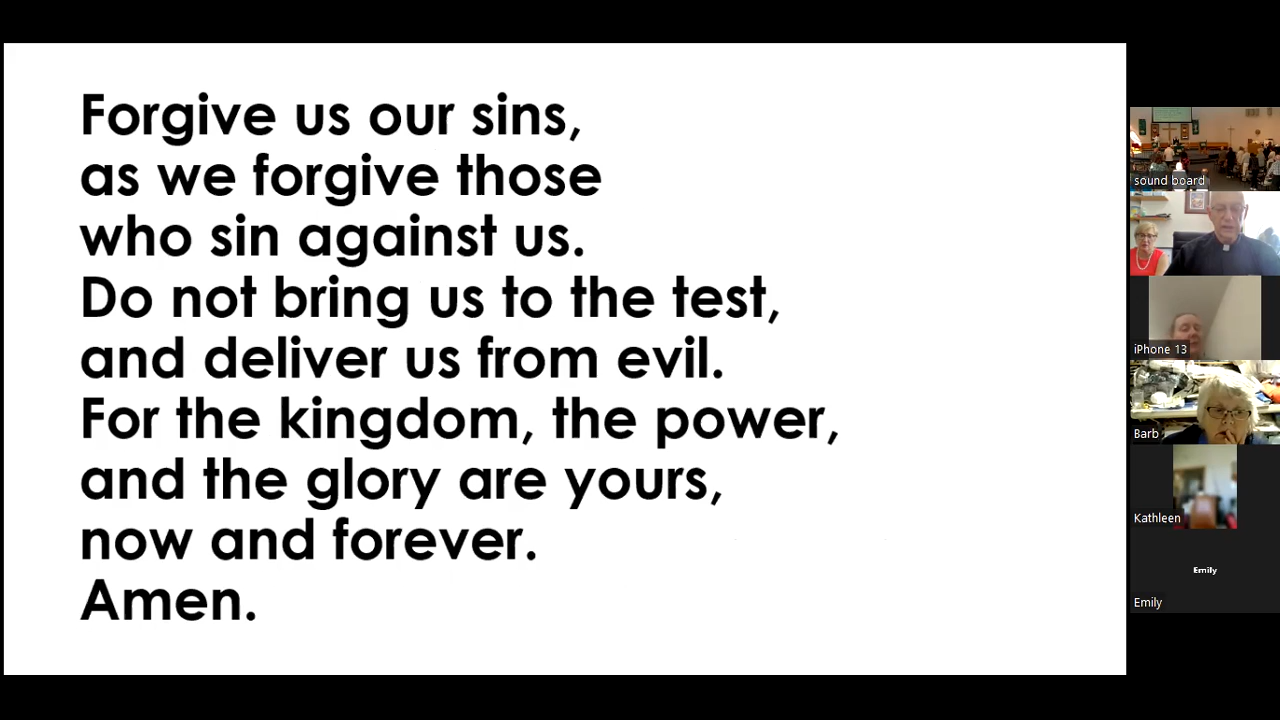 Forgive us our sins,
as we forgive those
who sin against us.
Do not bring us to the test,
and deliver us from evil.
For the kingdom, the power,
and the glory are yours,
now and forever.
Amen.
sound board
iPhone 13
Barb
Kathleen
Emily
Emily